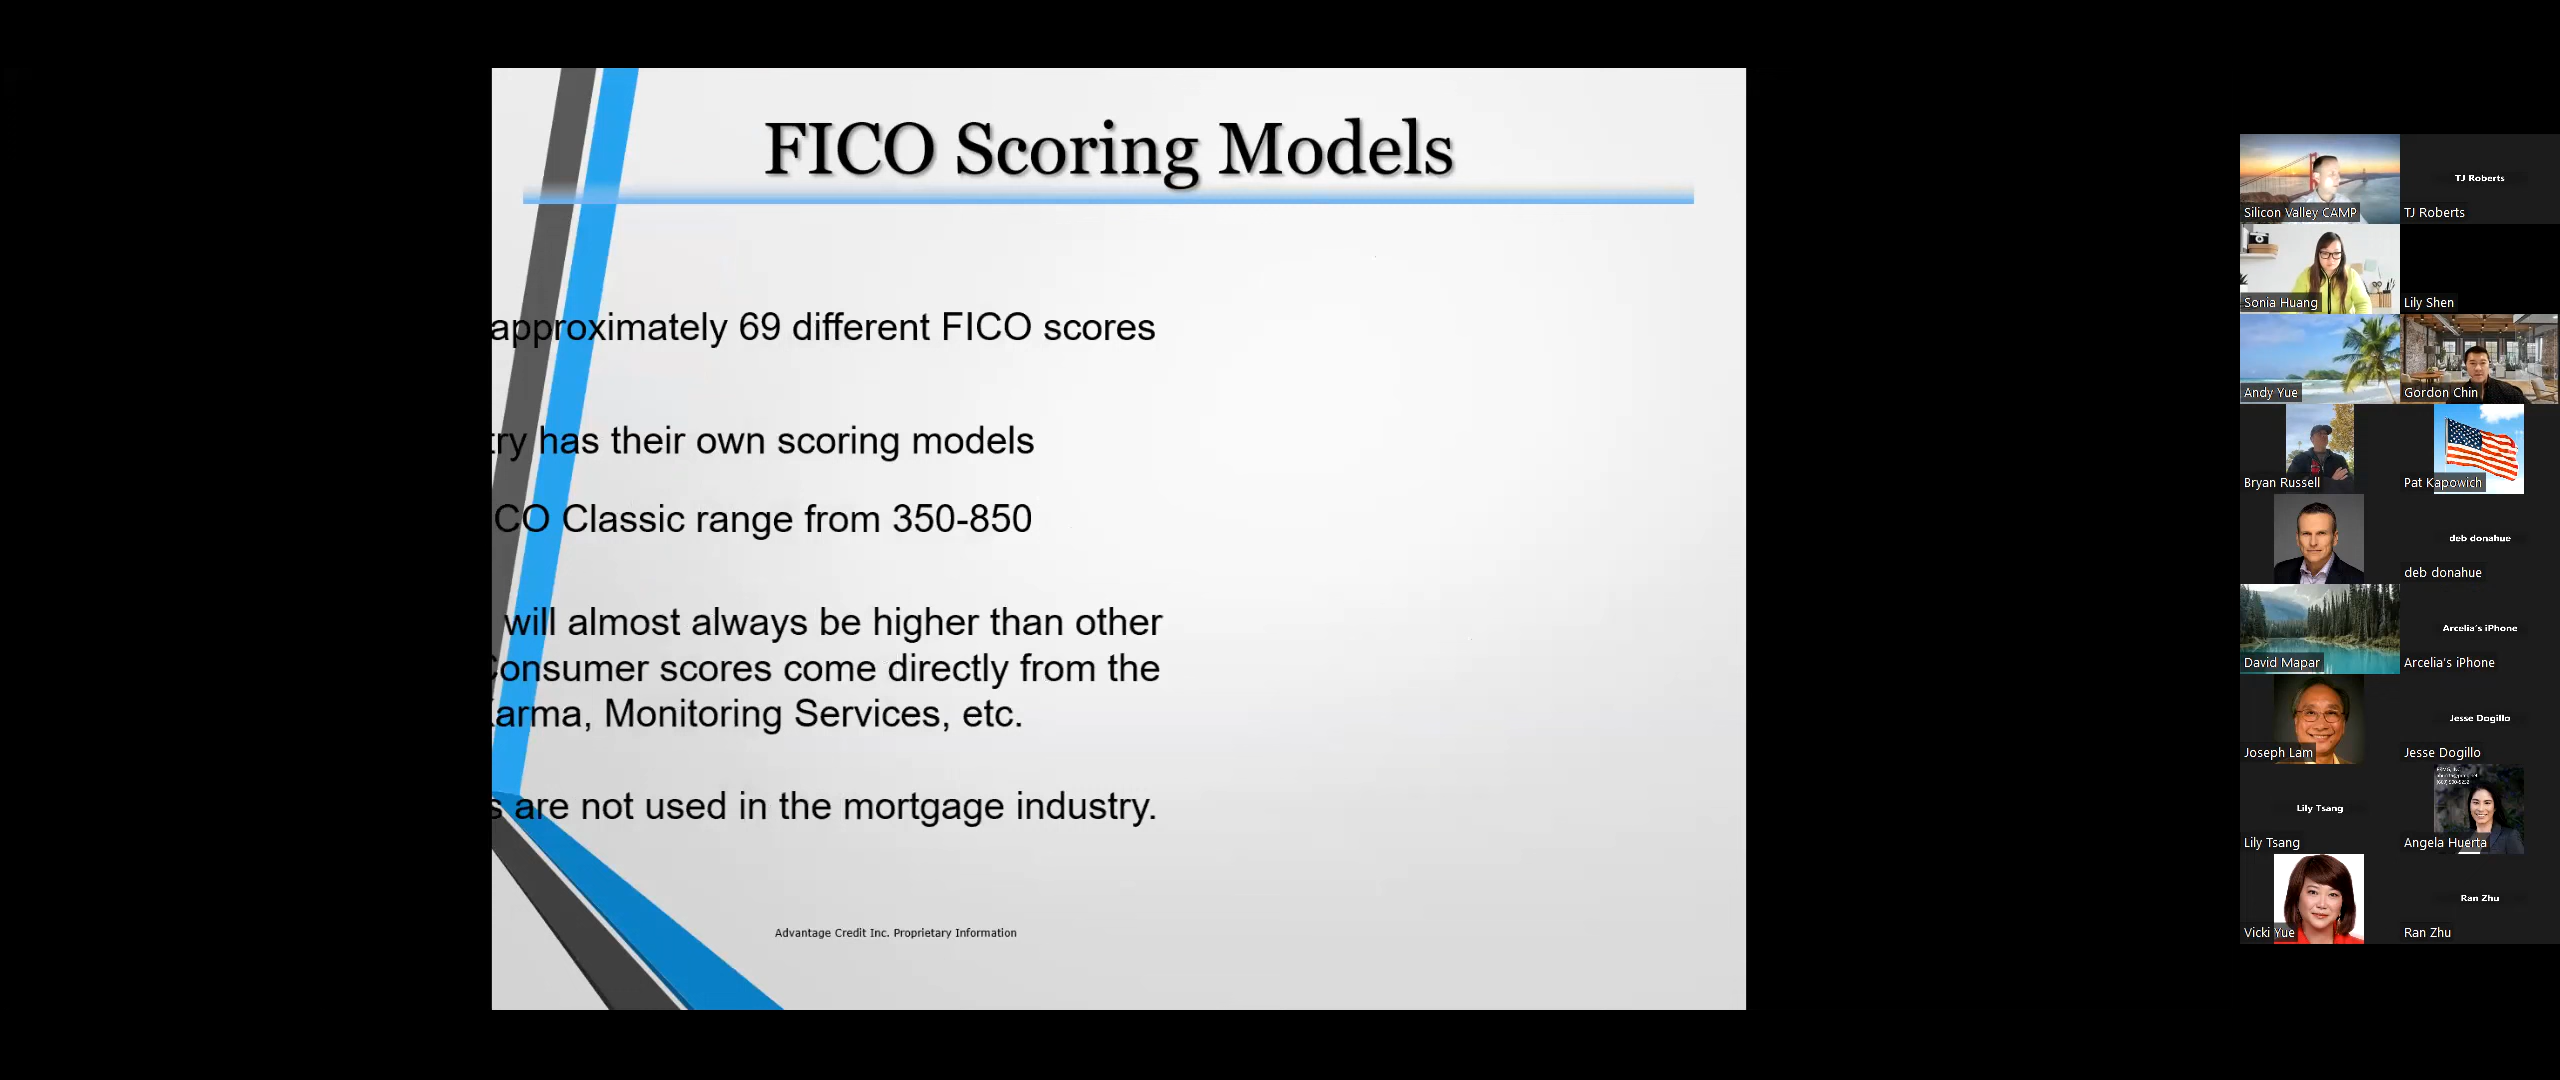 FICO Scoring Models
approximately 69 different FICO scores
try has their own scoring models
CO Classic range from 350-850
will almost always be higher than other
Consumer scores come directly from the
Karma, Monitoring Services, etc.
s are not used in the mortgage industry.
Advantage Credit Inc. Proprietary Information
Silicon Valley CAMP
TJ Roberts
TJ Roberts
Sonia Huang
Lily Shen
Andy Yue
Gordon Chin
Bryan Russell
Pat Kapowich
deb donahue
deb donahue
David Mapar
Arcelia's iPhone
Arcelia's iPhone
Joseph Lam
Jesse Dogillo
Jesse Dogillo
Lily Tsang
Lily Tsang
Angela Huerta
Vicki Yue
Ran Zhu
Ran Zhu